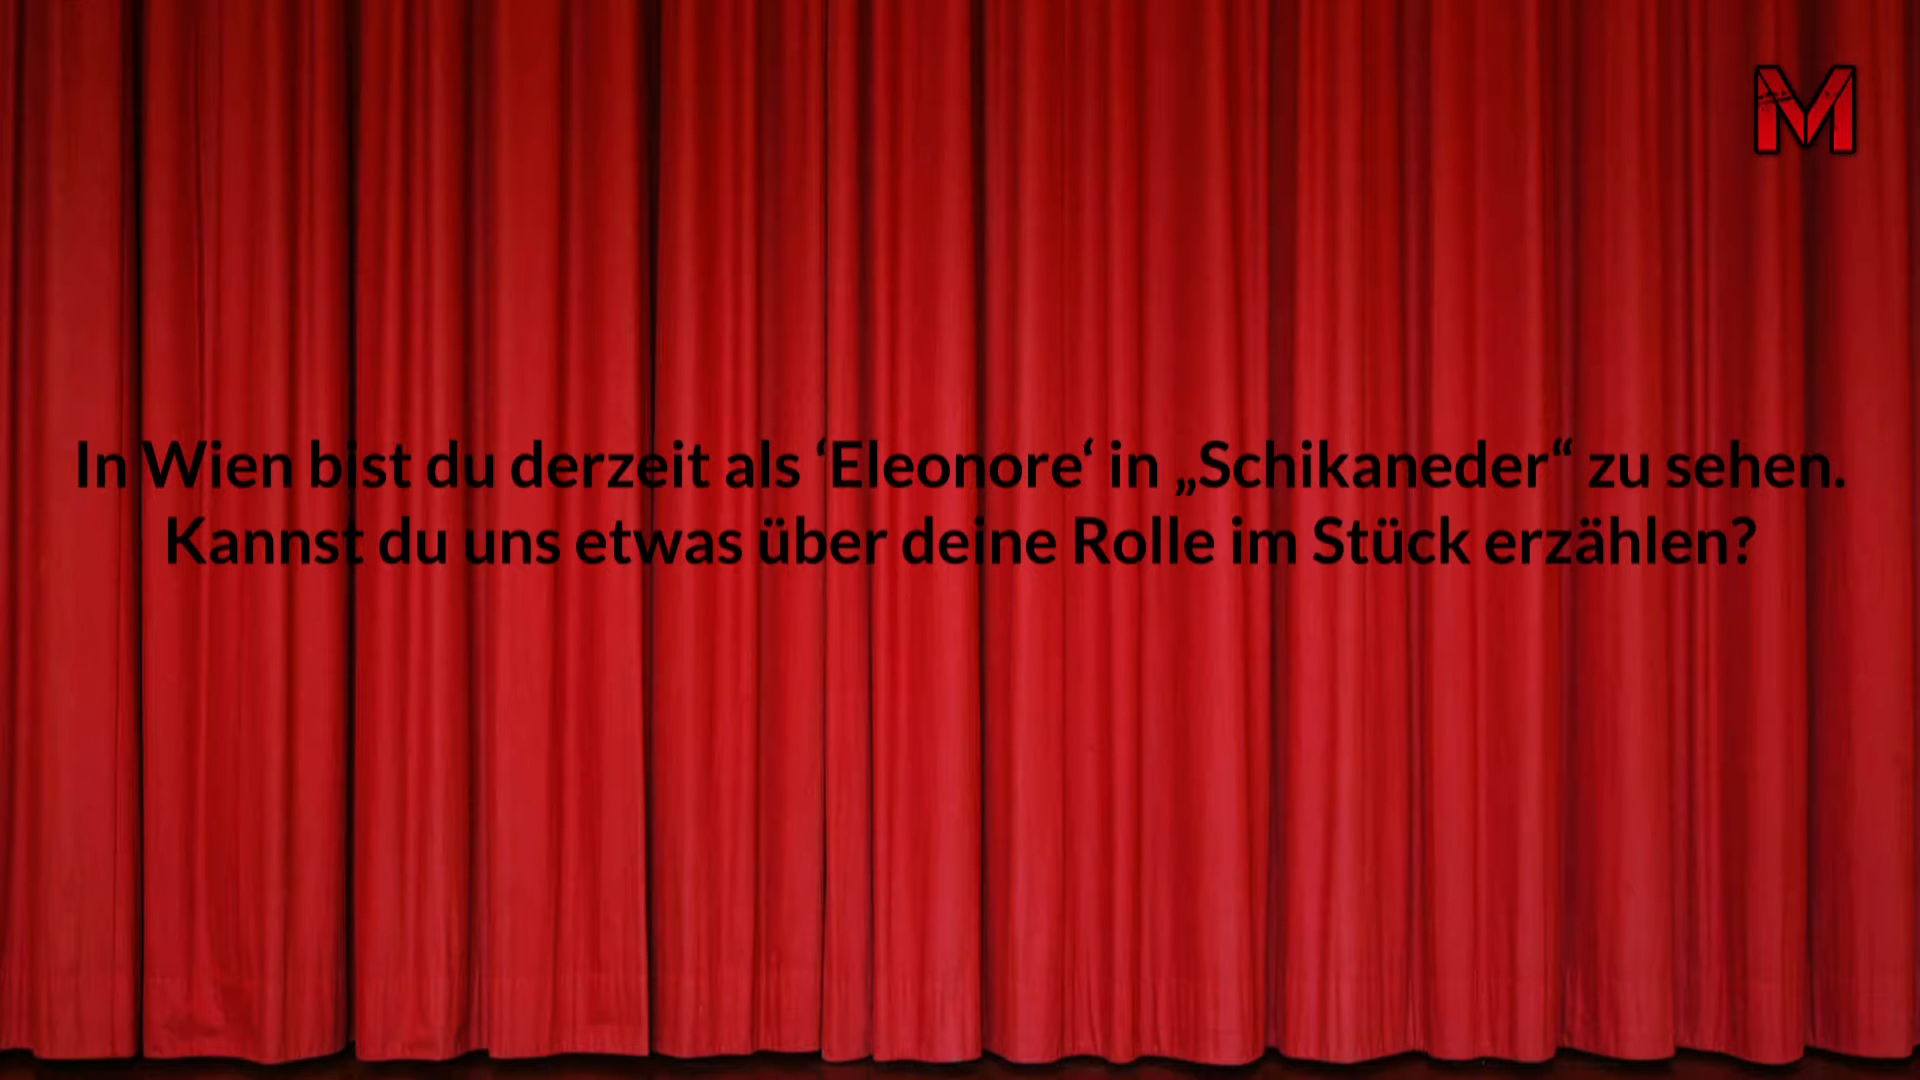 M
In Wien bist du derzeit als ‘Eleonore‘ in „Schikaneder“ zu sehen.
Kannst du uns etwas über deine Rolle im Stück erzählen?